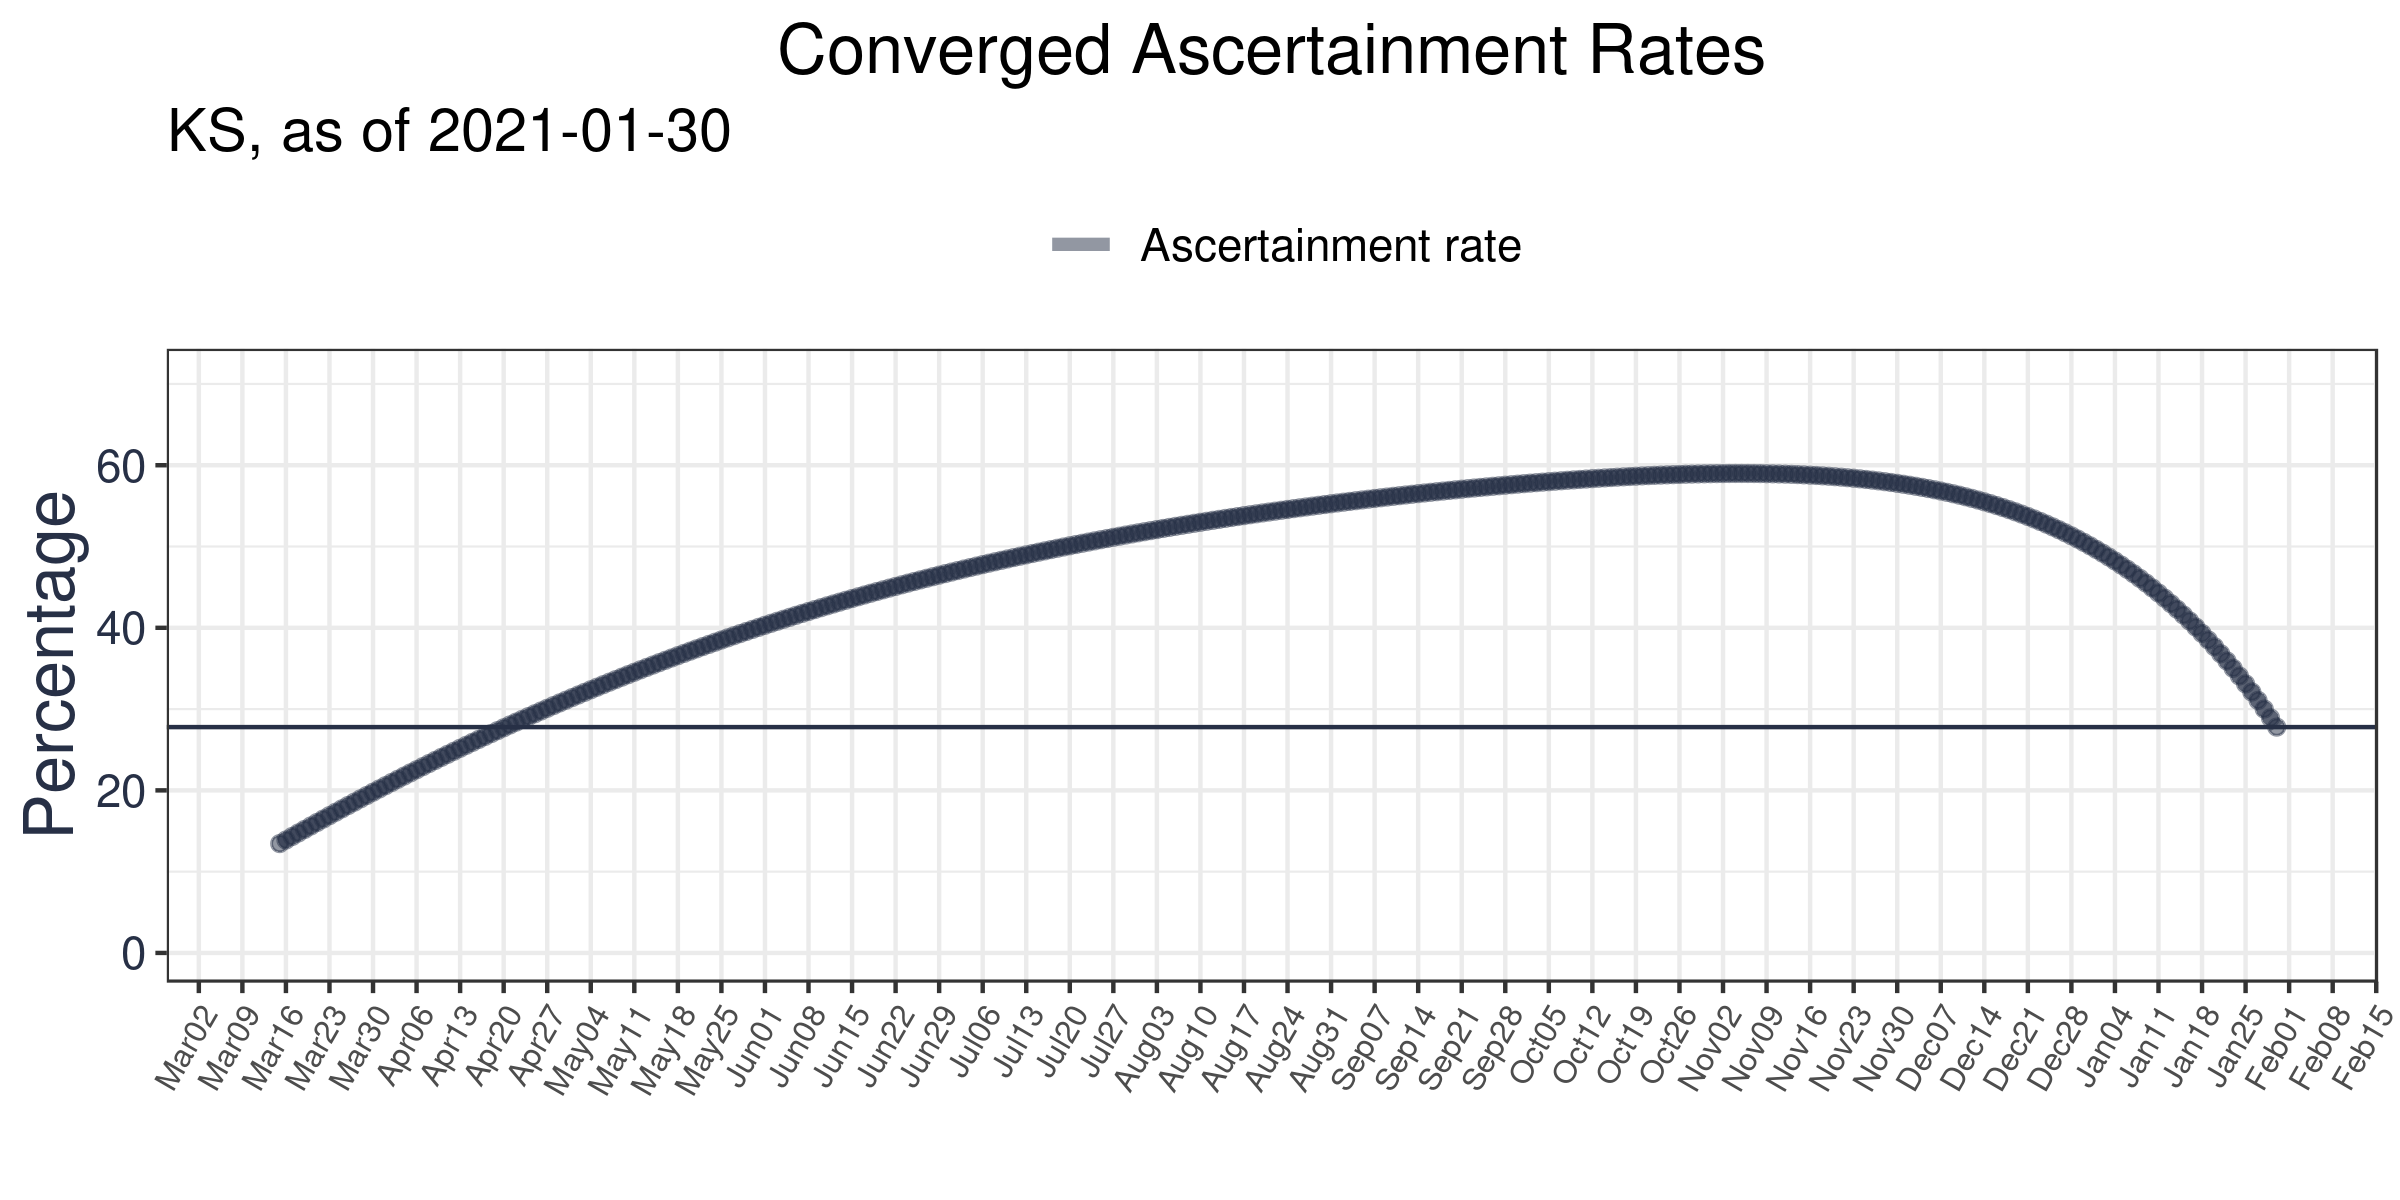 Converged Ascertainment Rates
KS, as of 2021-01-30
Ascertainment rate
Percentage
60
40
20
0
Mar02 Mar09 Mar16 Mar23 Mar30 Apr06 Apr13 Apr20 Apr27 May04 May11 May18 May25 Jun01 Jun08 Jun15 Jun22 Jun29 Jul06 Jul13 Jul20 Jul27 Aug03 Aug10 Aug17 Aug24 Aug31 Sep07 Sep14 Sep21 Sep28 Oct05 Oct12 Oct19 Oct26 Nov02 Nov09 Nov16 Nov23 Nov30 Dec07 Dec14 Dec21 Dec28 Jan04 Jan11 Jan18 Jan25 Feb01 Feb08 Feb15